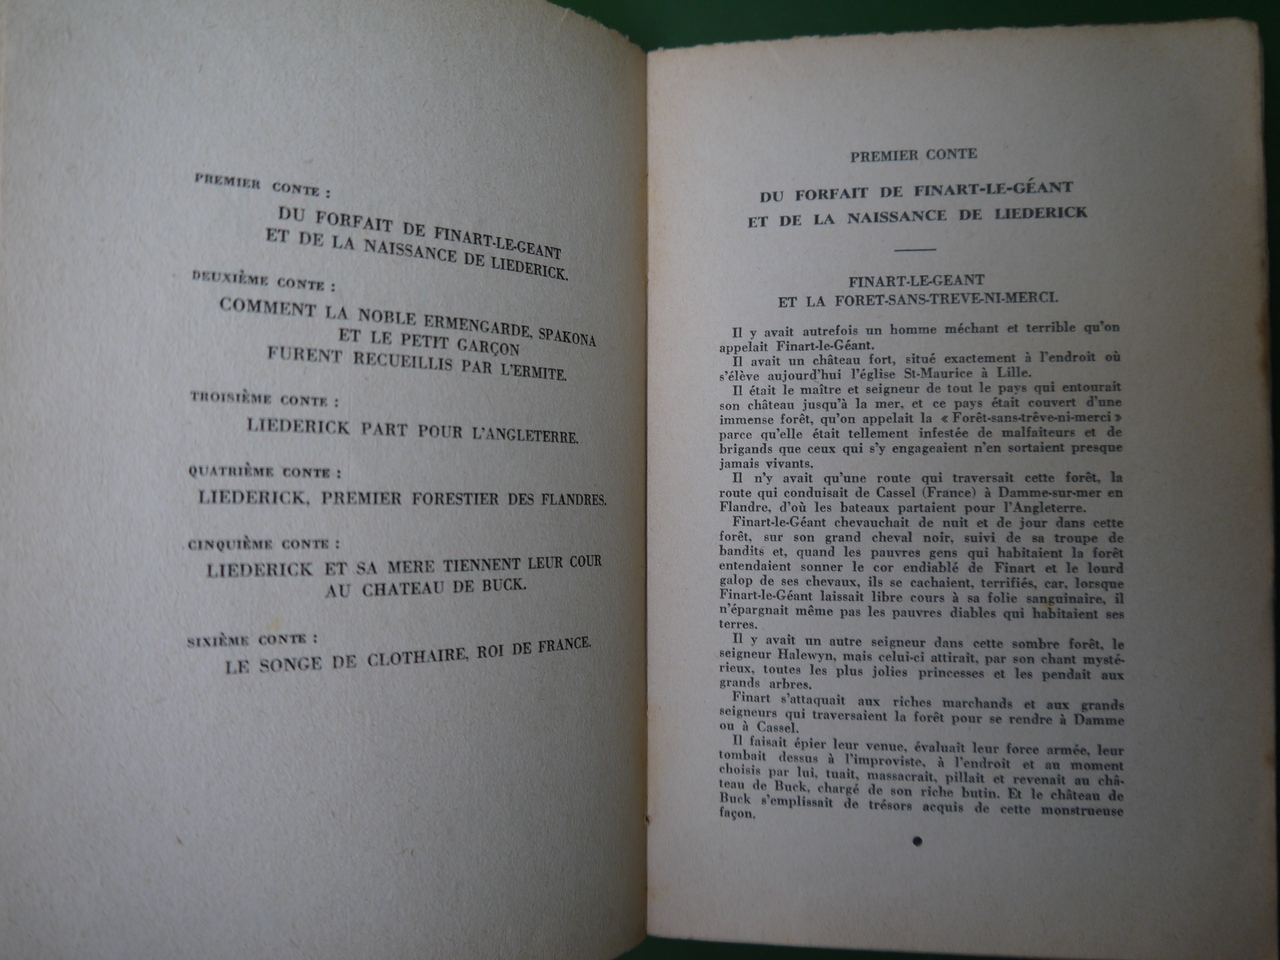 PREMIER CONTE :
DU FORFAIT DE FINART-LE-GEANT
ET DE LA NAISSANCE DE LIEDERICK.
DEUXIÈME CONTE :
COMMENT LA NOBLE ERMENGARDE, SPAKONA
ET LE PETIT GARÇON
FURENT RECUEILLIS PAR L'ERMITE.
TROISIÈME CONTE :
LIEDERICK PART POUR L'ANGLETERRE.
QUATRIÈME CONTE :
LIEDERICK, PREMIER FORESTIER DES FLANDRES.
CINQUIÈME CONTE :
LIEDERICK ET SA MERE TIENNENT LEUR COUR
AU CHATEAU DE BUCK.
SIXIÈME CONTE :
LE SONGE DE CLOTHAIRE, ROI DE FRANCE.
PREMIER CONTE
DU FORFAIT DE FINART-LE-GÉANT
ET DE LA NAISSANCE DE LIEDERICK
FINART-LE-GEANT
ET LA FORET-SANS-TREVE-NI-MERCI.
Il y avait autrefois un homme méchant et terrible qu'on
appelait Finart-le-Géant.
Il avait un château fort, situé exactement à l'endroit où
s'élève aujourd'hui l'église St-Maurice à Lille.
Il était le maître et seigneur de tout le pays qui entourait
son château jusqu'à la mer, et ce pays était couvert d'une
immense forêt, qu'on appelait la « Forêt-sans-trêve-ni-merci »
parce qu'elle était tellement infestée de malfaiteurs et de
brigands que ceux qui s'y engageaient n'en sortaient presque
jamais vivants.
Il n'y avait qu'une route qui traversait cette forêt, la
route qui conduisait de Cassel (France) à Damme-sur-mer en
Flandre, d'où les bateaux partaient pour l'Angleterre.
Finart-le-Géant chevauchait de nuit et de jour dans cette
forêt, sur son grand cheval noir, suivi de sa troupe de
bandits et, quand les pauvres gens qui habitaient la forêt
entendaient sonner le cor endiablé de Finart et le lourd
galop de ses chevaux, ils se cachaient, terrifiés, car, lorsque
Finart-le-Géant laissait libre cours à sa folie sanguinaire, il
n'épargnait même pas les pauvres diables qui habitaient ses
terres.
Il y avait un autre seigneur dans cette sombre forêt, le
seigneur Halewyn, mais celui-ci attirait, par son chant mysté-
rieux, toutes les plus jolies princesses et les pendait aux
grands arbres.
Finart s'attaquait aux riches marchands et aux grands
seigneurs qui traversaient la forêt pour se rendre à Damme
ou à Cassel.
Il faisait épier leur venue, évaluait leur force armée, leur
tombait dessus à l'improviste, à l'endroit et au moment
choisis par lui, tuait, massacrait, pillait et revenait au châ-
teau de Buck, chargé de son riche butin. Et le château de
Buck s'emplissait de trésors acquis de cette monstrueuse
façon.